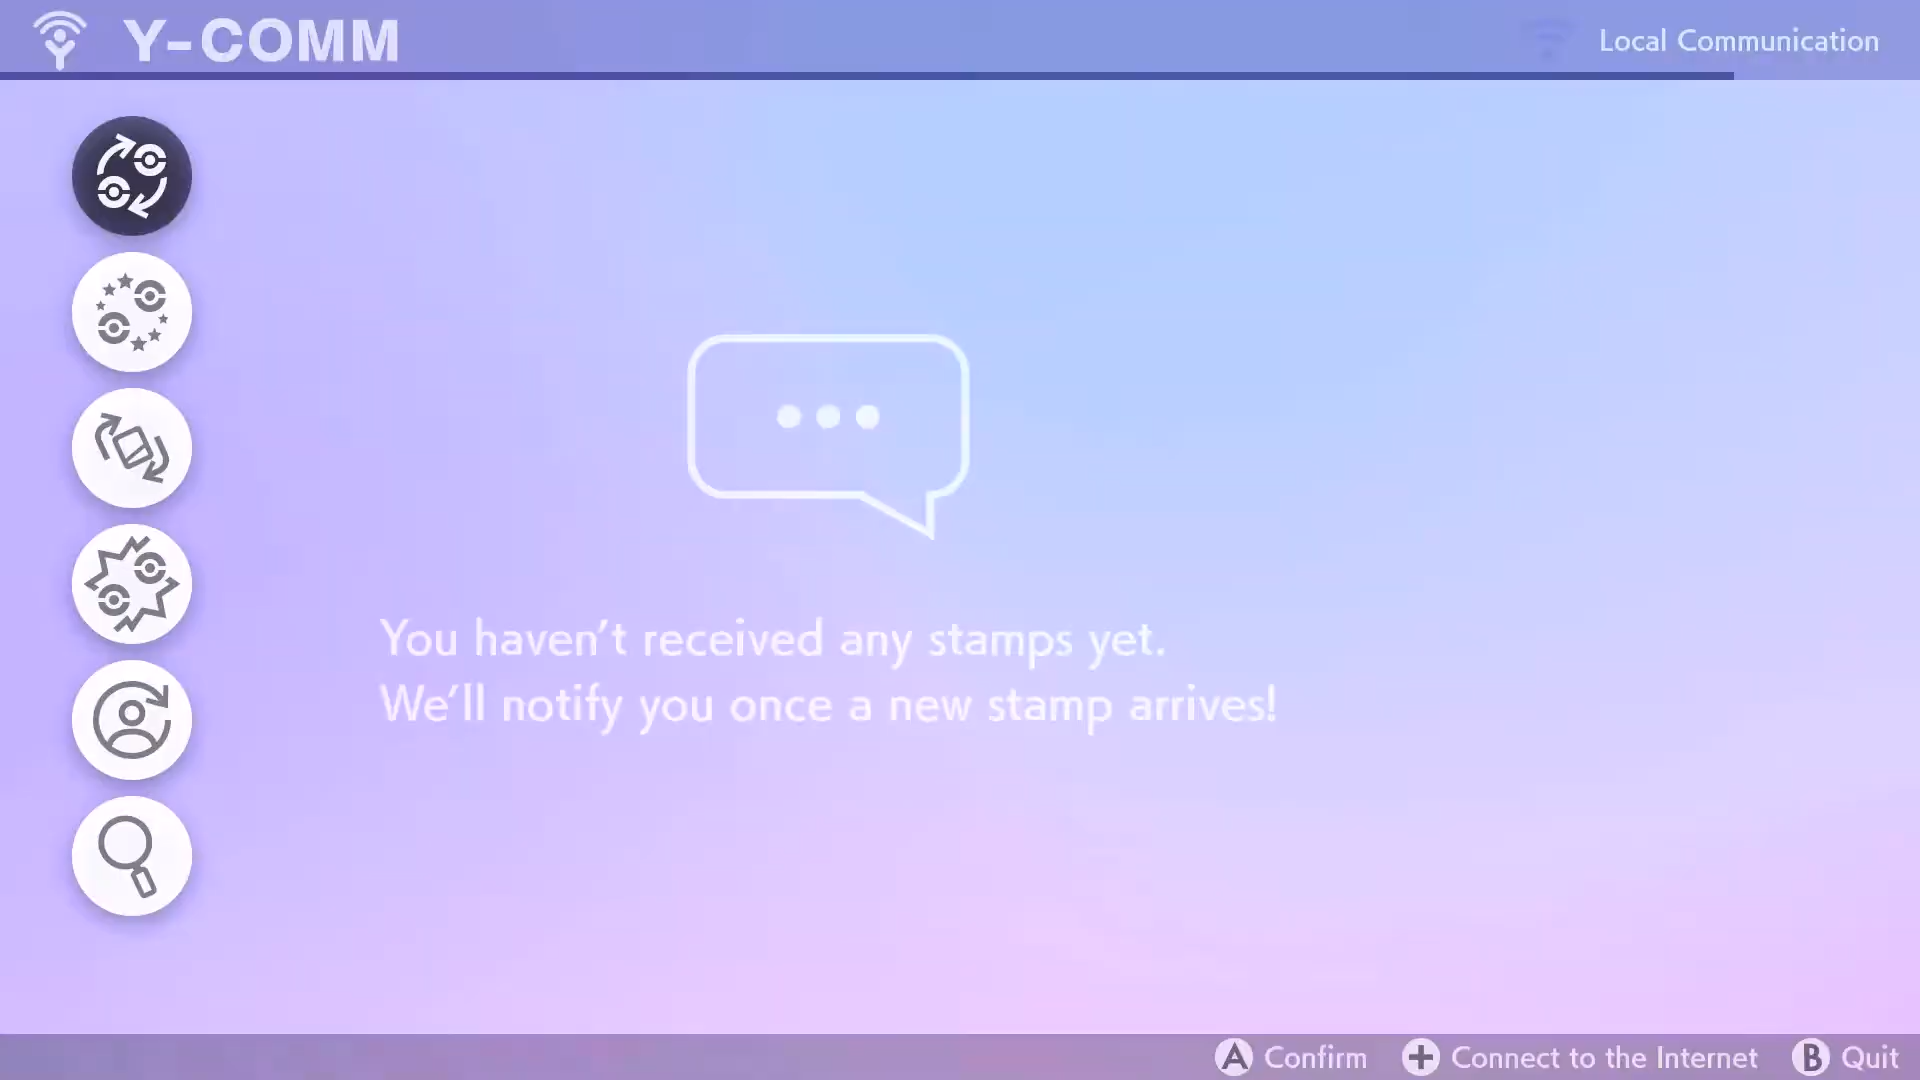 Y-COMM
Local Communication
You haven't received any stamps yet.
We'll notify you once a new stamp arrives!
A Confirm + Connect to the Internet B Quit